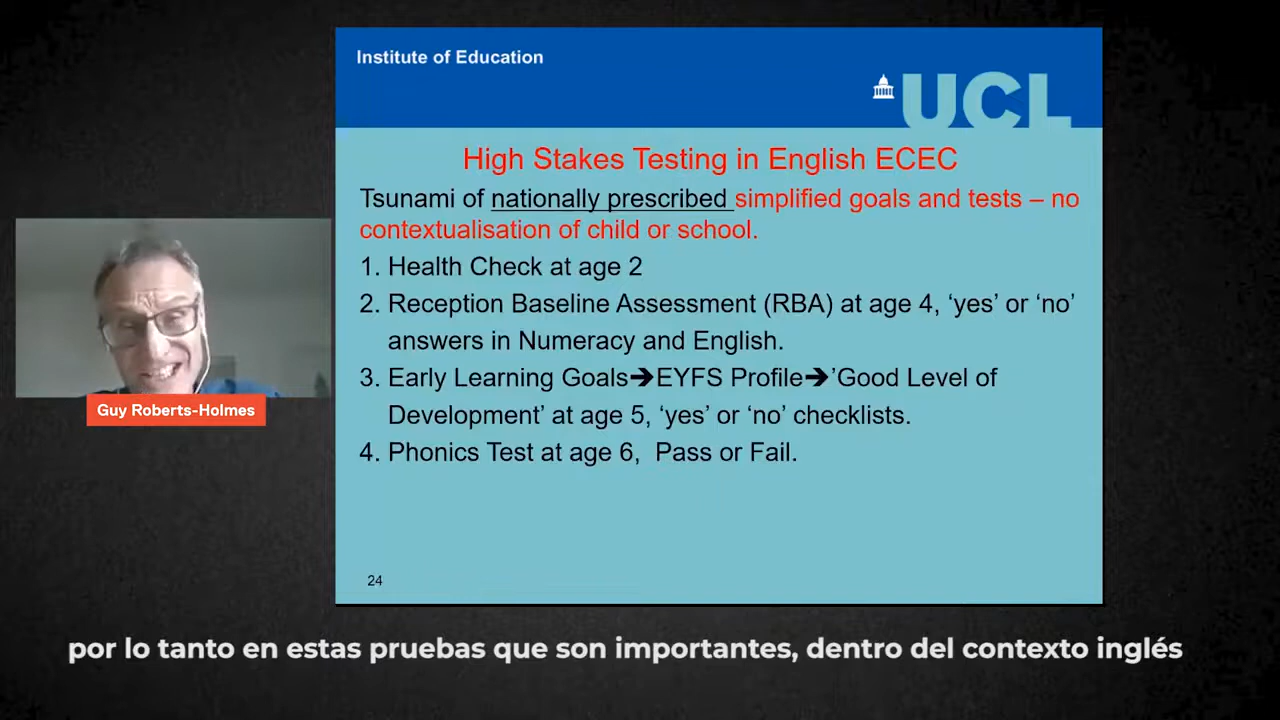 Institute of Education
UCL
High Stakes Testing in English ECEC
Tsunami of nationally prescribed simplified goals and tests – no
contextualisation of child or school.
1. Health Check at age 2
2. Reception Baseline Assessment (RBA) at age 4, ‘yes’ or ‘no’
answers in Numeracy and English.
3. Early Learning Goals➔EYFS Profile➔’Good Level of
Development’ at age 5, ‘yes’ or ‘no’ checklists.
4. Phonics Test at age 6,  Pass or Fail.
24
Guy Roberts-Holmes
por lo tanto en estas pruebas que son importantes, dentro del contexto inglés